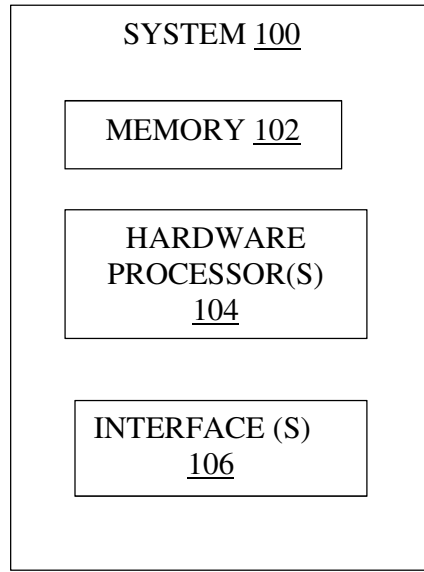 SYSTEM 100
MEMORY 102
HARDWARE
PROCESSOR(S)
104
INTERFACE (S)
106